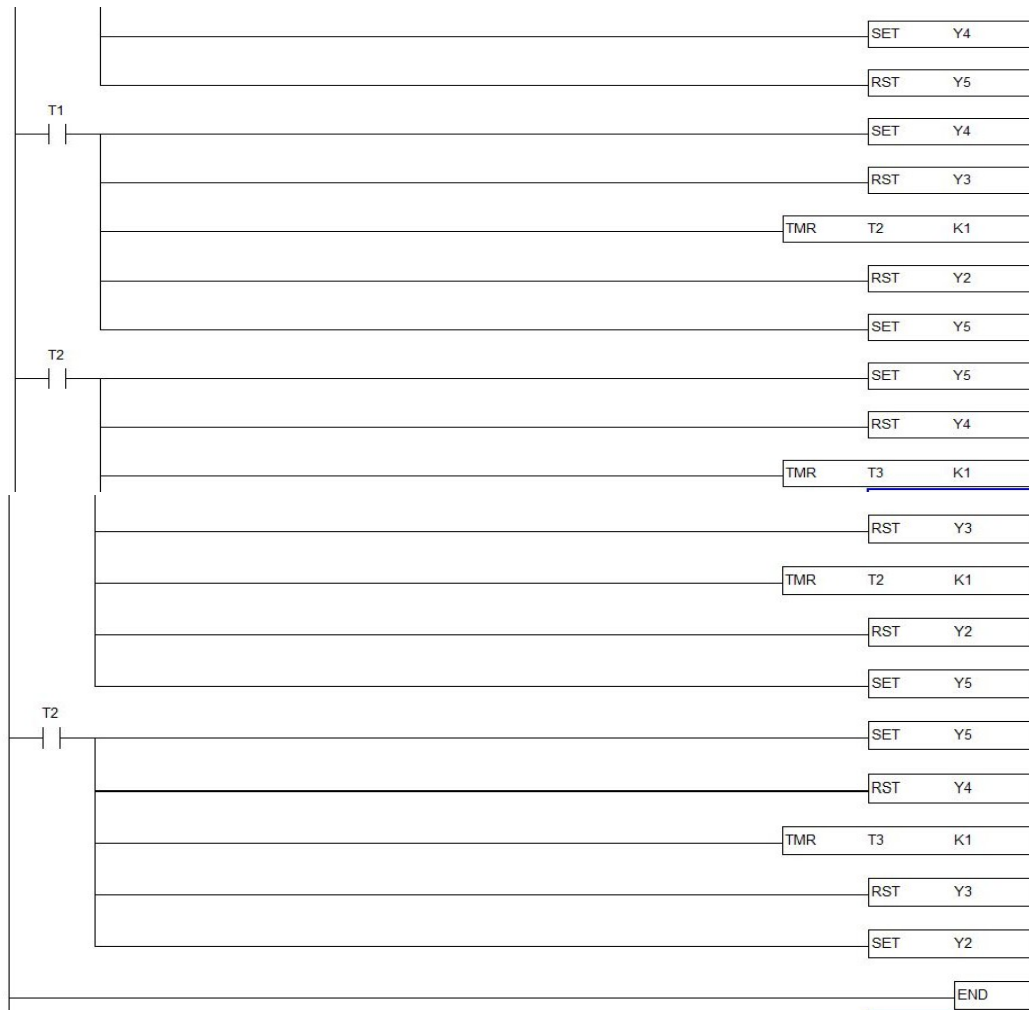 SET Y4
RST Y5
T1
SET Y4
RST Y3
TMR T2 K1
RST Y2
SET Y5
T2
SET Y5
RST Y4
TMR T3 K1
RST Y3
TMR T2 K1
RST Y2
SET Y5
T2
SET Y5
RST Y4
TMR T3 K1
RST Y3
SET Y2
END